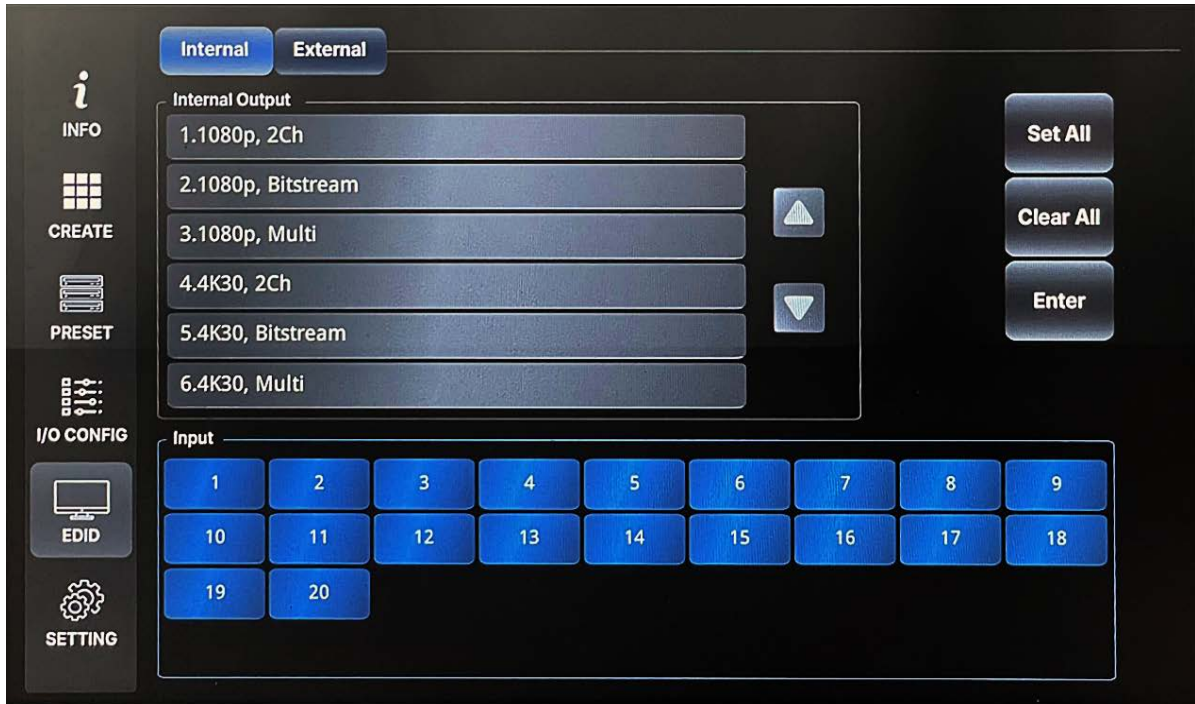 Internal External
INFO
CREATE
PRESET
I/O CONFIG
EDID
SETTING
Internal Output
1.1080p, 2Ch
2.1080p, Bitstream
3.1080p, Multi
4.4K30, 2Ch
5.4K30, Bitstream
6.4K30, Multi
Set All
Clear All
Enter
Input
1 2 3 4 5 6 7 8 9
10 11 12 13 14 15 16 17 18
19 20